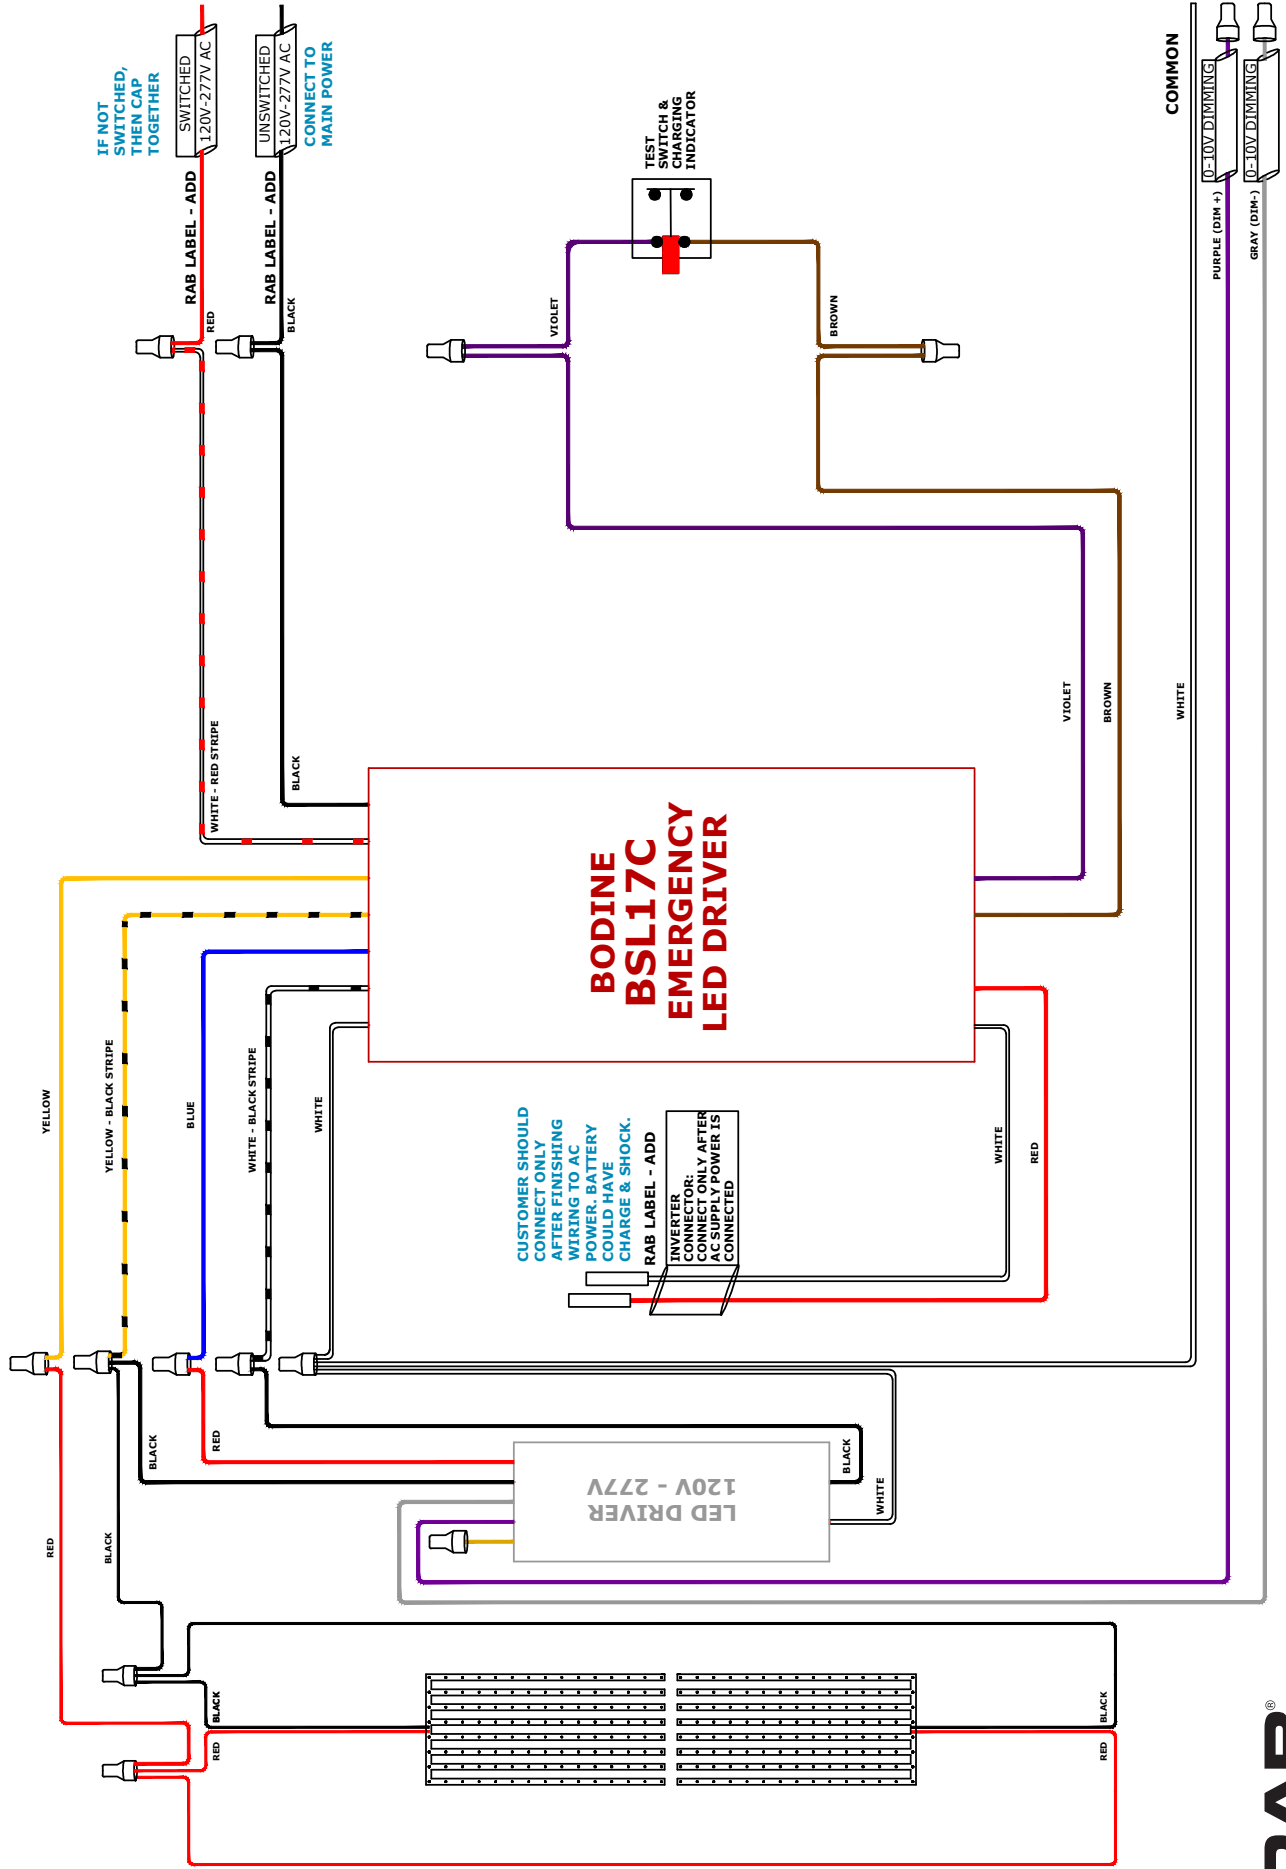 IF NOT
SWITCHED,
THEN CAP
TOGETHER
SWITCHED
120V-277V AC
RAB LABEL - ADD
RED
UNSWITCHED
120V-277V AC
CONNECT TO
MAIN POWER
RAB LABEL - ADD
BLACK
TEST
SWITCH &
CHARGING
INDICATOR
VIOLET
BROWN
COMMON
0-10V DIMMING
PURPLE (DIM +)
0-10V DIMMING
GRAY (DIM-)
WHITE - RED STRIPE
BLACK
VIOLET
BROWN
WHITE
BODINE
BSL17C
EMERGENCY
LED DRIVER
YELLOW
YELLOW - BLACK STRIPE
BLUE
WHITE - BLACK STRIPE
WHITE
CUSTOMER SHOULD
CONNECT ONLY
AFTER FINISHING
WIRING TO AC
POWER. BATTERY
COULD HAVE
CHARGE & SHOCK.
RAB LABEL - ADD
INVERTER
CONNECTOR:
CONNECT ONLY AFTER
AC SUPPLY POWER IS
CONNECTED
WHITE
RED
RED
BLACK
BLACK
RED
LED DRIVER
120V - 277V
BLACK
WHITE
BLACK
RED
BLACK
RED
RAB®